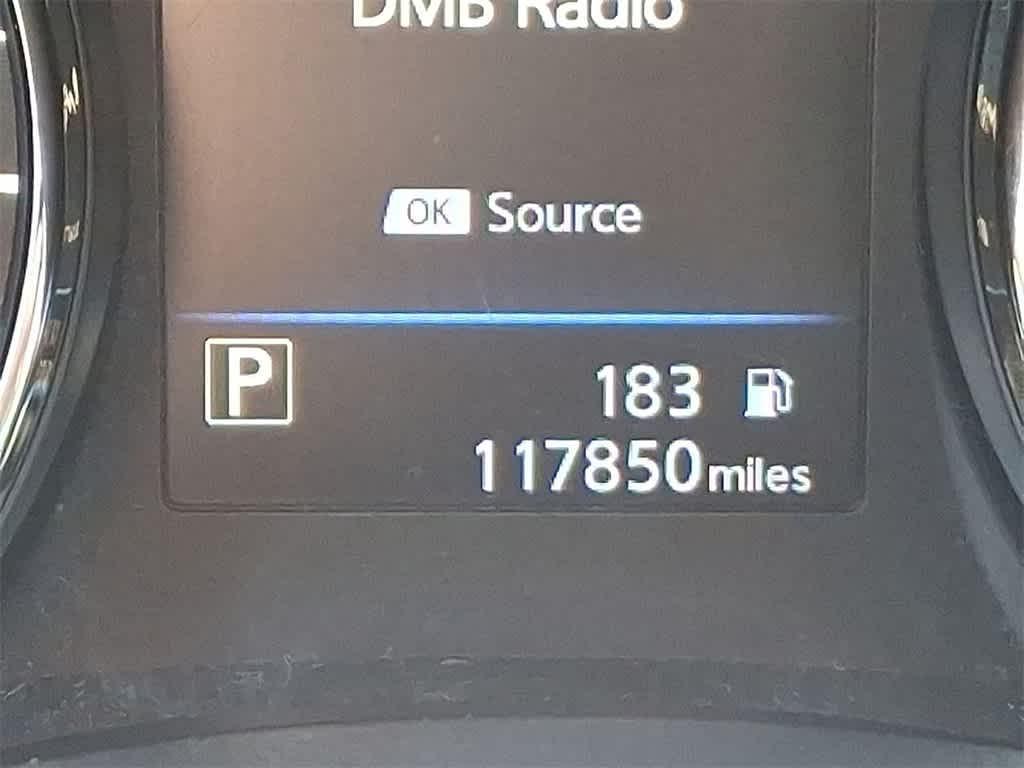 DMB Radio
OK Source
P 183
117850 miles